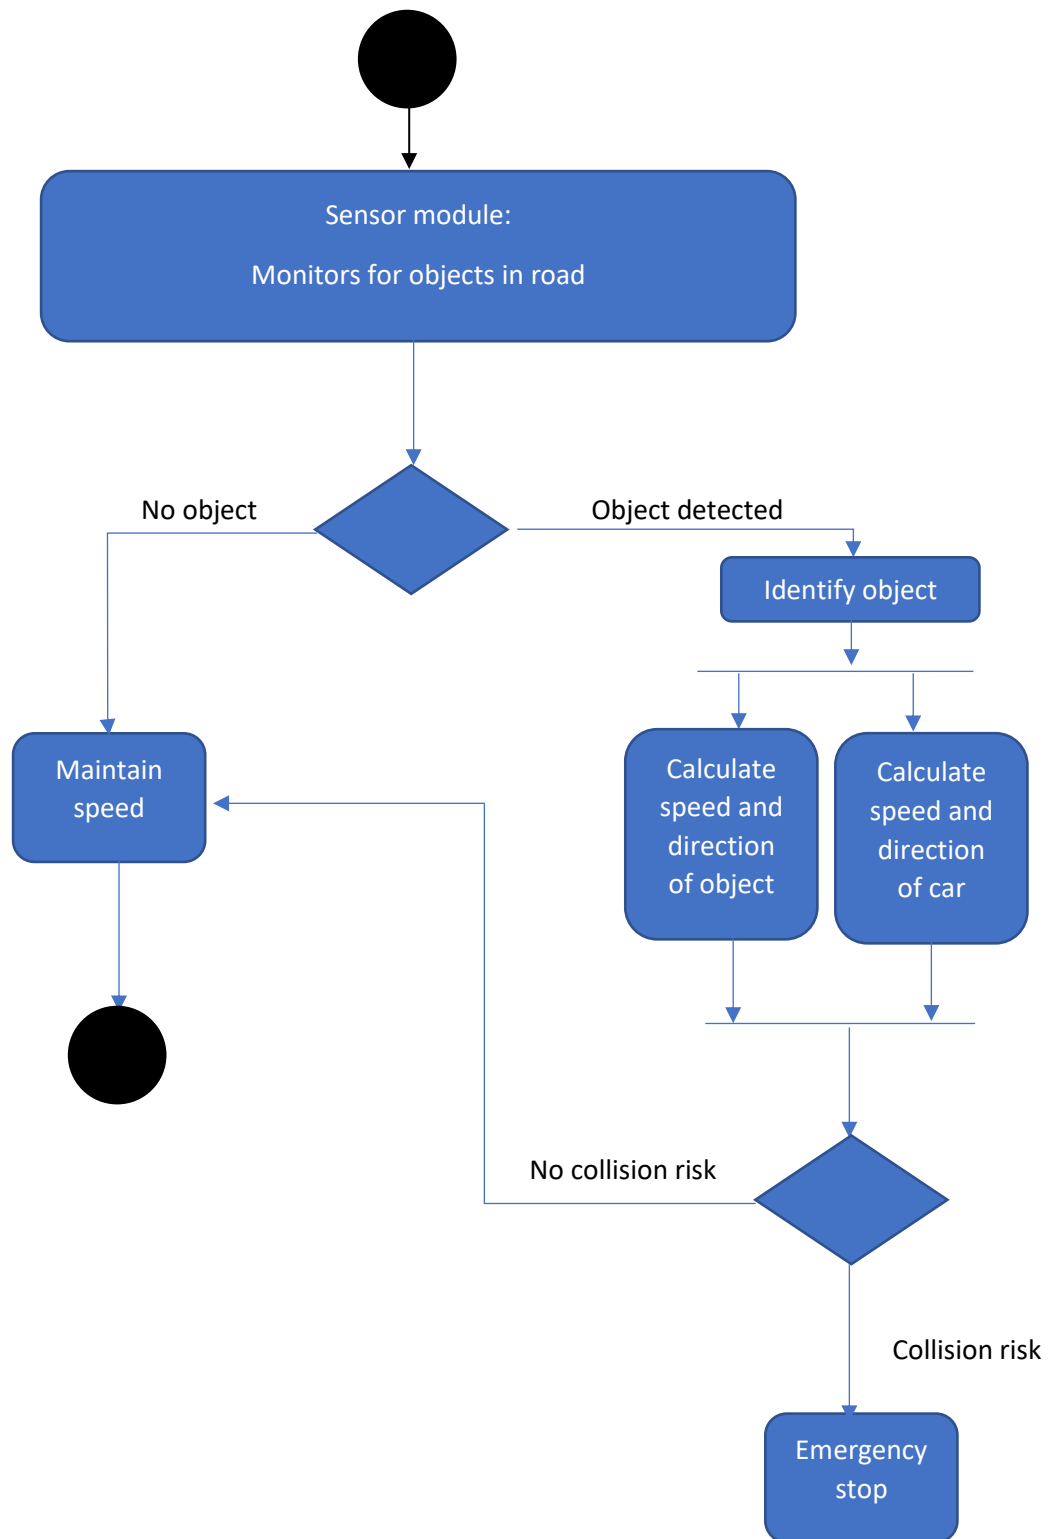 Sensor module:
Monitors for objects in road
No object
Object detected
Identify object
Maintain
speed
Calculate
speed and
direction
of object
Calculate
speed and
direction
of car
No collision risk
Collision risk
Emergency
stop